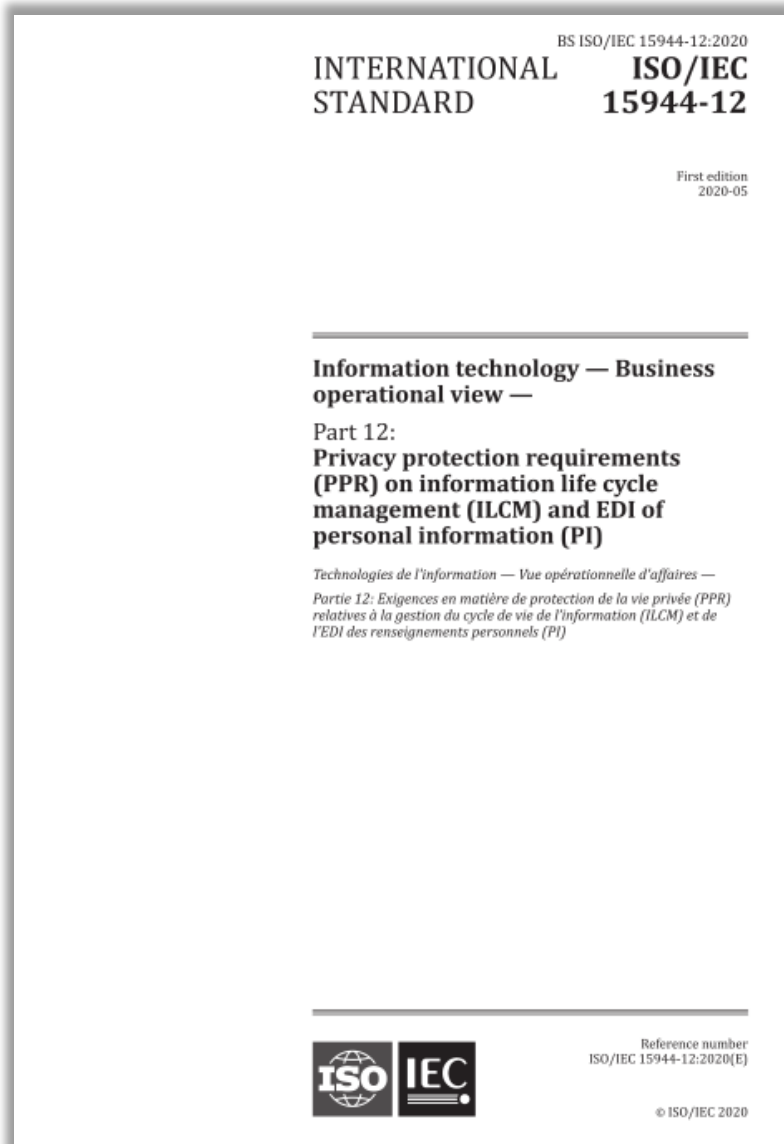 BS ISO/IEC 15944-12:2020
INTERNATIONAL STANDARD
ISO/IEC 15944-12
First edition
2020-05
Information technology — Business
operational view —
Part 12:
Privacy protection requirements
(PPR) on information life cycle
management (ILCM) and EDI of
personal information (PI)
Technologies de l'information — Vue opérationnelle d'affaires —
Partie 12: Exigences en matière de protection de la vie privée (PPR)
relatives à la gestion du cycle de vie de l'information (ILCM) et de
l'EDI des renseignements personnels (PI)
ISO
IEC
Reference number
ISO/IEC 15944-12:2020(E)
© ISO/IEC 2020